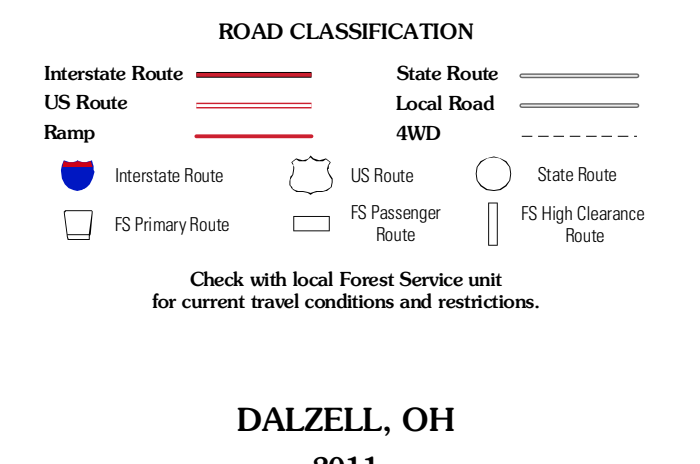 ROAD CLASSIFICATION
Interstate Route
State Route
US Route
Local Road
Ramp
4WD
Interstate Route
US Route
State Route
FS Primary Route
FS Passenger
Route
FS High Clearance
Route
Check with local Forest Service unit
for current travel conditions and restrictions.
DALZELL, OH
2011